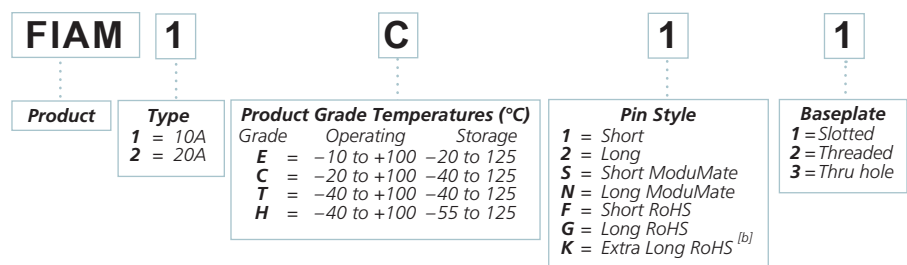 FIAM 1 C 1 1
Product
Type
1 = 10A
2 = 20A
Product Grade Temperatures (°C)
Grade Operating Storage
E = –10 to +100 –20 to 125
C = –20 to +100 –40 to 125
T = –40 to +100 –40 to 125
H = –40 to +100 –55 to 125
Pin Style
1 = Short
2 = Long
S = Short ModuMate
N = Long ModuMate
F = Short RoHS
G = Long RoHS
K = Extra Long RoHS [b]
Baseplate
1 = Slotted
2 = Threaded
3 = Thru hole